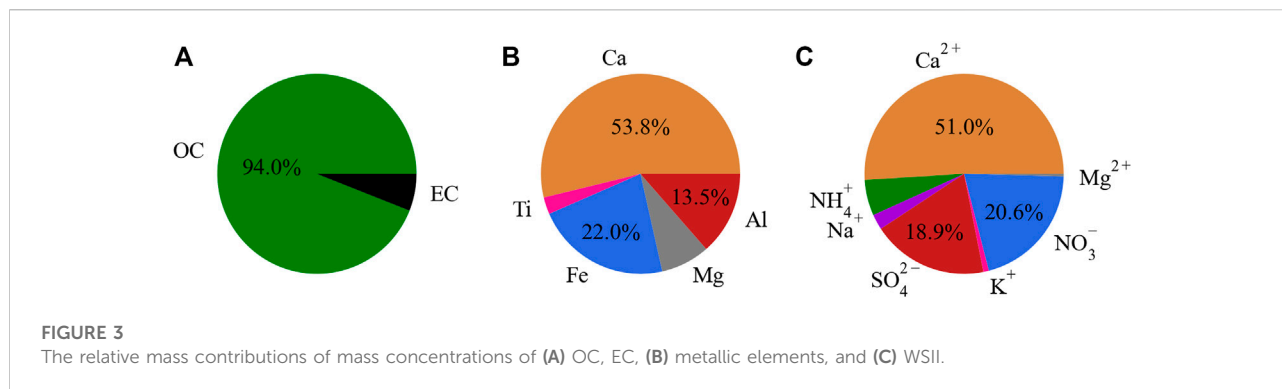 A
OC
94.0%
EC
B
Ca
53.8%
Ti
22.0%
Fe
Mg
13.5%
Al
C
Ca²⁺
51.0%
Mg²⁺
NH₄⁺
Na⁺
18.9%
SO₄²⁻
K⁺
20.6%
NO₃⁻
FIGURE 3
The relative mass contributions of mass concentrations of (A) OC, EC, (B) metallic elements, and (C) WSII.